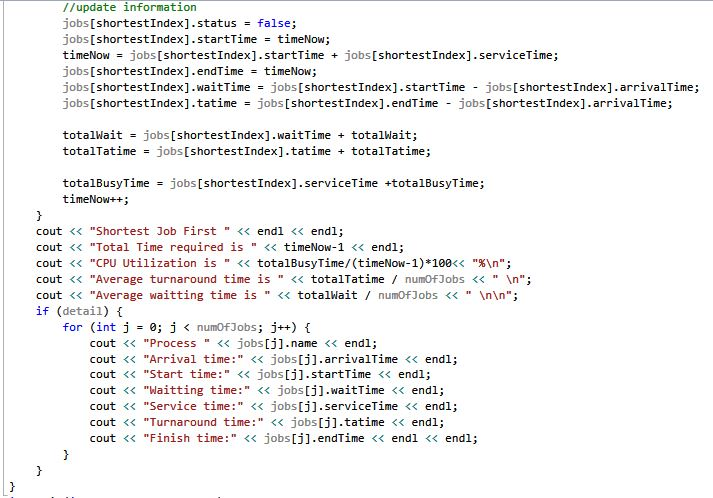 //update information
jobs[shortestIndex].status = false;
jobs[shortestIndex].startTime = timeNow;
timeNow = jobs[shortestIndex].startTime + jobs[shortestIndex].serviceTime;
jobs[shortestIndex].endTime = timeNow;
jobs[shortestIndex].waitTime = jobs[shortestIndex].startTime - jobs[shortestIndex].arrivalTime;
jobs[shortestIndex].tatime = jobs[shortestIndex].endTime - jobs[shortestIndex].arrivalTime;
totalWait = jobs[shortestIndex].waitTime + totalWait;
totalTatime = jobs[shortestIndex].tatime + totalTatime;
totalBusyTime = jobs[shortestIndex].serviceTime +totalBusyTime;
timeNow++;
}
cout << "Shortest Job First " << endl << endl;
cout << "Total Time required is " << timeNow-1 << endl;
cout << "CPU Utilization is " << totalBusyTime/(timeNow-1)*100<< "%\n";
cout << "Average turnaround time is " << totalTatime / numOfJobs << " \n";
cout << "Average waitting time is " << totalWait / numOfJobs << " \n\n";
if (detail) {
for (int j = 0; j < numOfJobs; j++) {
cout << "Process " << jobs[j].name << endl;
cout << "Arrival time:" << jobs[j].arrivalTime << endl;
cout << "Start time:" << jobs[j].startTime << endl;
cout << "Waitting time:" << jobs[j].waitTime << endl;
cout << "Service time:" << jobs[j].serviceTime << endl;
cout << "Turnaround time:" << jobs[j].tatime << endl;
cout << "Finish time:" << jobs[j].endTime << endl << endl;
}
}
}